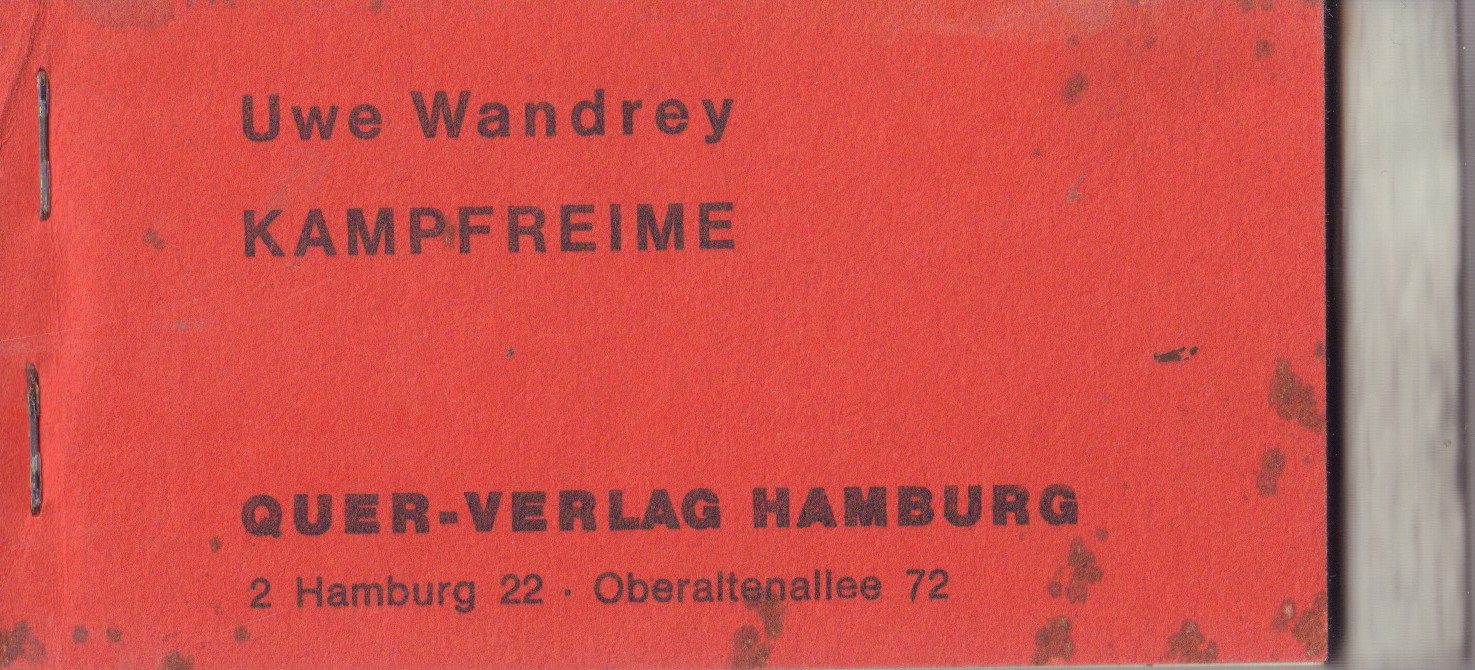 Uwe Wandrey
KAMPFREIME
QUER-VERLAG HAMBURG
2 Hamburg 22 · Oberaltenallee 72